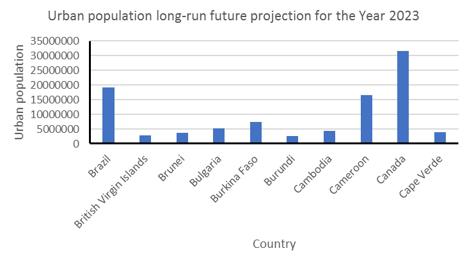 Urban population long-run future projection for the Year 2023
Urban population
35000000
30000000
25000000
20000000
15000000
10000000
5000000
0
Brazil
British Virgin Islands
Brunei
Bulgaria
Burkina Faso
Burundi
Cambodia
Cameroon
Canada
Cape Verde
Country